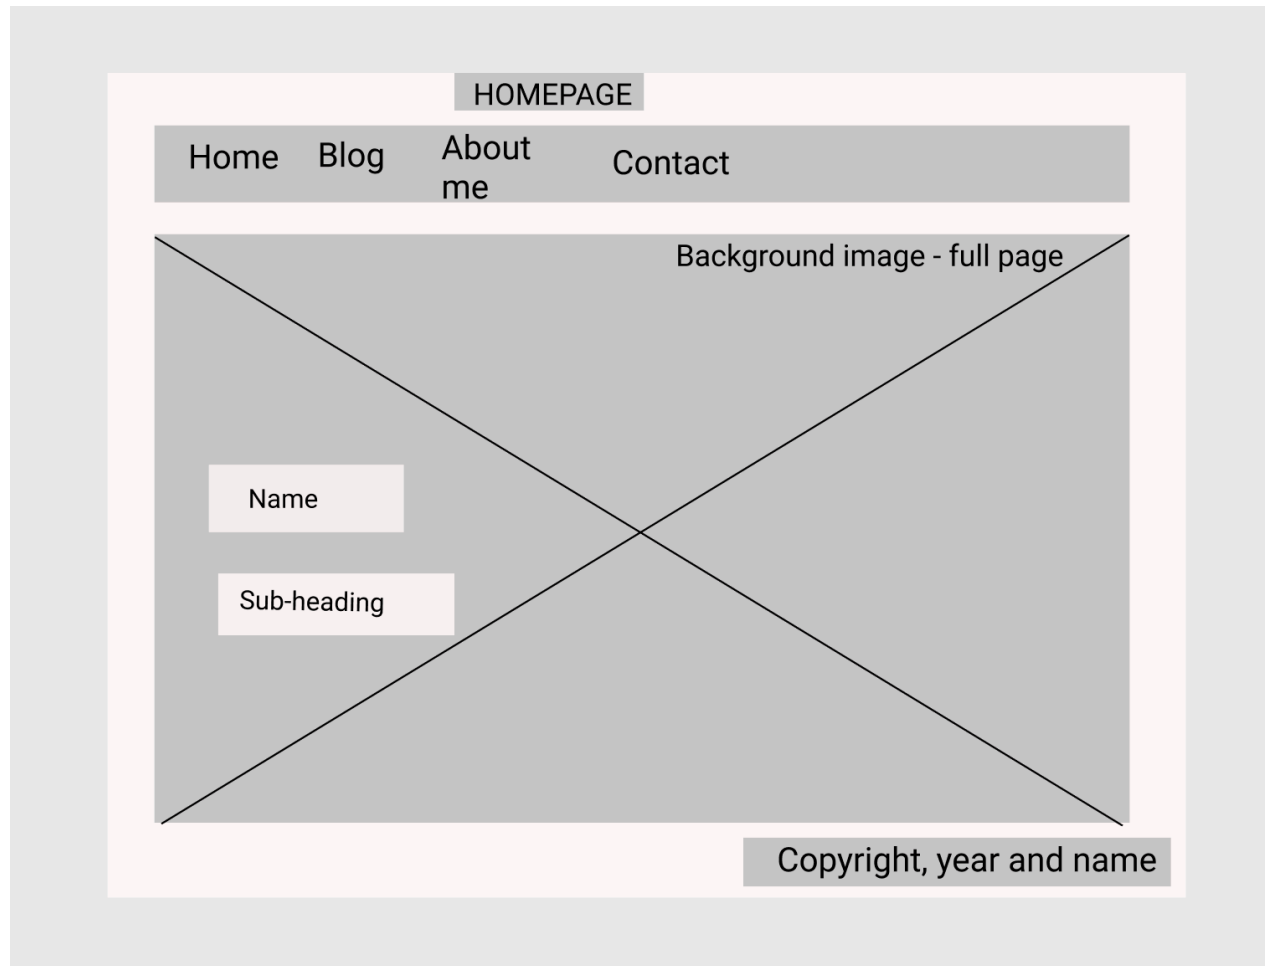 HOMEPAGE
Home
Blog
About
me
Contact
Background image - full page
Name
Sub-heading
Copyright, year and name